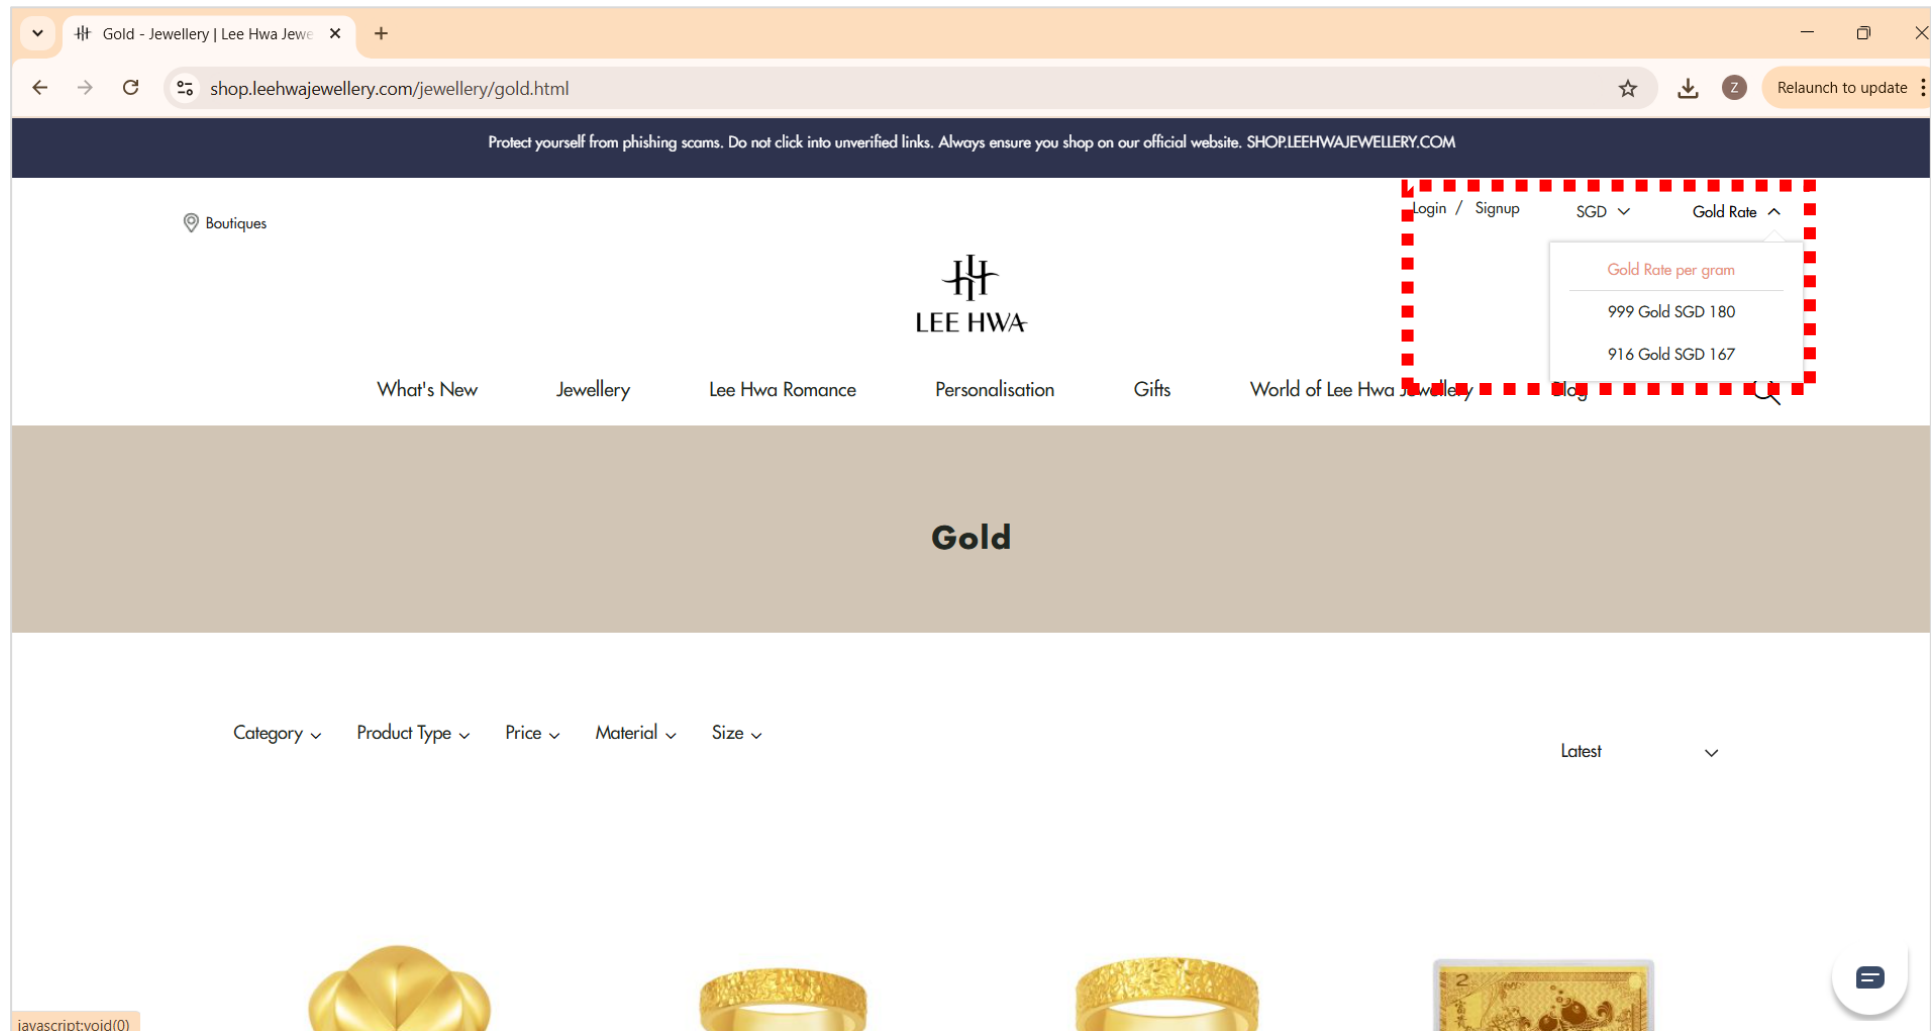 Gold - Jewellery | Lee Hwa Jewe
shop.leehwajewellery.com/jewellery/gold.html
Z
Relaunch to update
Protect yourself from phishing scams. Do not click into unverified links. Always ensure you shop on our official website. SHOP.LEEHWAJEWELLERY.COM
Boutiques
Login / Signup
SGD
Gold Rate
Gold Rate per gram
999 Gold SGD 180
916 Gold SGD 167
LEE HWA
What's New Jewellery Lee Hwa Romance Personalisation Gifts World of Lee Hwa Jewellery Blog
Gold
Category Product Type Price Material Size
Latest
2
javascript:void(0)